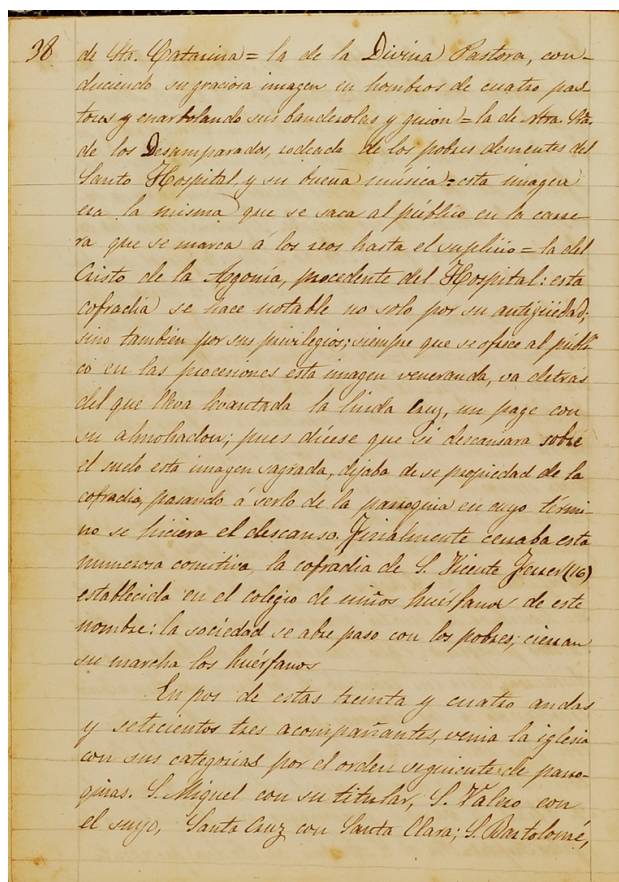 38
de Sta. Catarina = la de la Divina Pastora, con-
duciendo su graciosa imagen en hombros de cuatro pas-
tores y enarbolando sus banderolas y guion = la de Ntra. Sra.
de los Desamparados, rodeada de los pobres dementes del
Santo Hospital, y su buena música = esta imagen
era la misma que se saca al público en la carre
ra que se marca á los reos hasta el suplicio = la del
Cristo de la Agonía, procedente del Hospital: esta
cofradia se hace notable no solo por su antigüedad,
sino tambien por sus privilegios; siempre que se ofrece al públi
co en las procesiones esta imagen veneranda, va detrás
del que lleva levantada la linda cruz, un page con
su almohadon; pues dícese que si descansara sobre
el suelo esta imagen sagrada, dejaba de se propiedad de la
cofradia, pasando á serlo de la parroquia en cuyo térmi-
no se hiciera el descanso. Finalmente cerraba esta
numerosa comitiva, la cofradia de S. Vicente Ferrer (16)
establecida en el colegio de niños huérfanos de este
nombre: la sociedad se abre paso con los pobres; cierran
su marcha los huérfanos
En pos de estas treinta y cuatro andas
y setecientos tres acompañantes, venia la iglesia
con sus categorias por el orden siguiente de parro-
quias. S. Miguel con su titular, S. Valero con
el suyo, Santa Cruz con Santa Clara; S. Bartolomé,